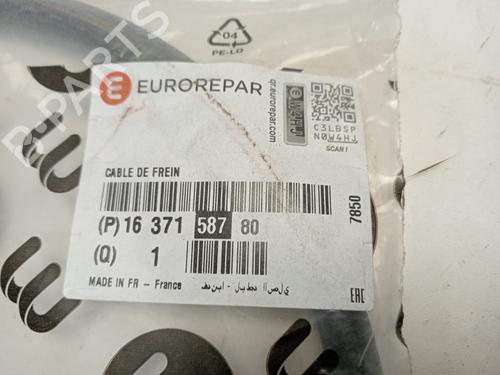 04
PE-LD
EUROREPAR
qr.eurorepar.com
C3LBSP
N0W4HJ
SCAN!
CABLE DE FREIN
(P) 16 371 587 80
7850
(Q) 1
MADE IN FR - France
EAC